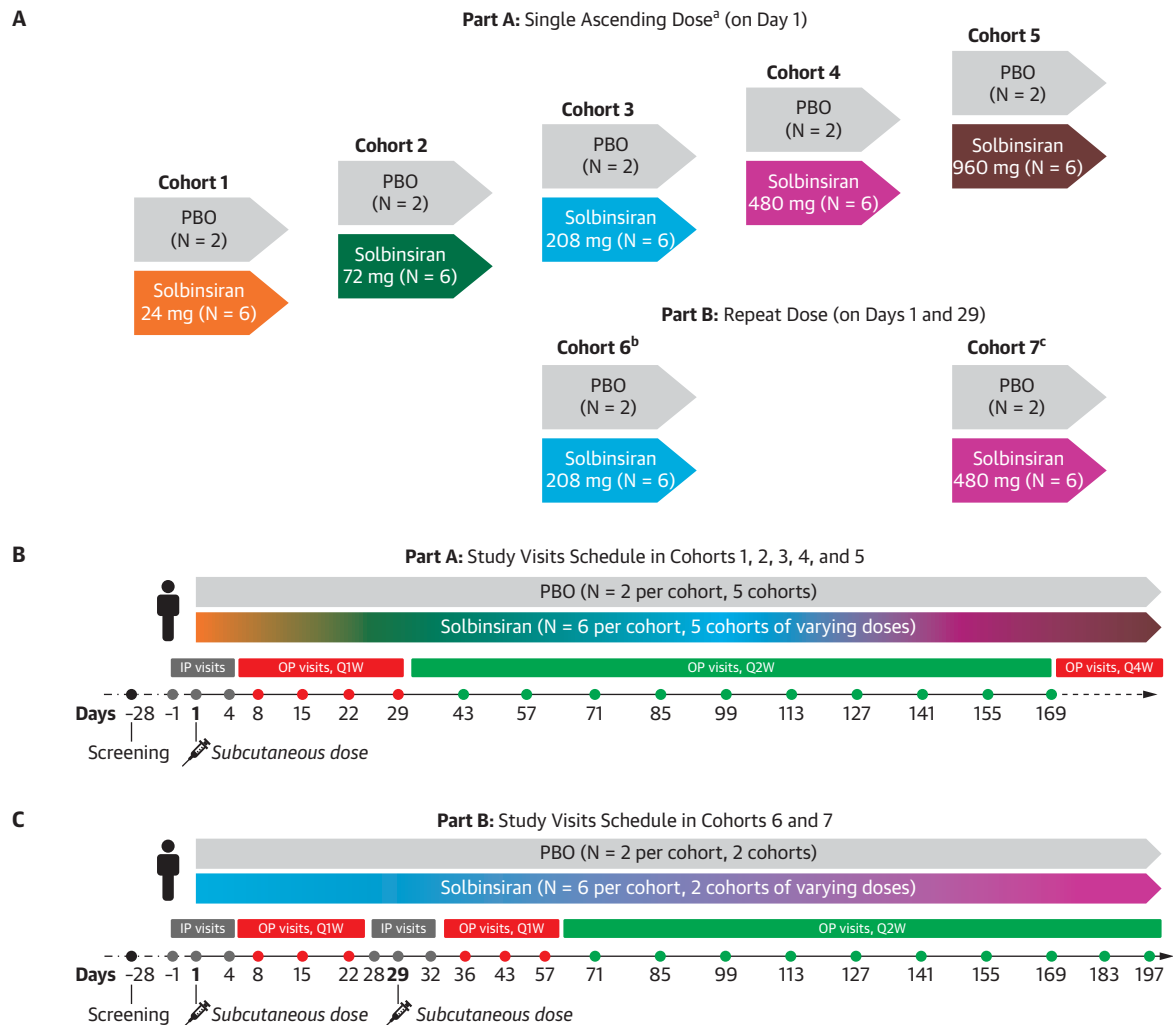 A
Part A: Single Ascending Doseᵃ (on Day 1)
Cohort 1
PBO
(N = 2)
Solbinsiran
24 mg (N = 6)
Cohort 2
PBO
(N = 2)
Solbinsiran
72 mg (N = 6)
Cohort 3
PBO
(N = 2)
Solbinsiran
208 mg (N = 6)
Cohort 4
PBO
(N = 2)
Solbinsiran
480 mg (N = 6)
Cohort 5
PBO
(N = 2)
Solbinsiran
960 mg (N = 6)
Part B: Repeat Dose (on Days 1 and 29)
Cohort 6ᵇ
PBO
(N = 2)
Solbinsiran
208 mg (N = 6)
Cohort 7ᶜ
PBO
(N = 2)
Solbinsiran
480 mg (N = 6)
B
Part A: Study Visits Schedule in Cohorts 1, 2, 3, 4, and 5
PBO (N = 2 per cohort, 5 cohorts)
Solbinsiran (N = 6 per cohort, 5 cohorts of varying doses)
IP visits OP visits, Q1W OP visits, Q2W OP visits, Q4W
Days –28 –1 1 4 8 15 22 29 43 57 71 85 99 113 127 141 155 169
Screening Subcutaneous dose
C
Part B: Study Visits Schedule in Cohorts 6 and 7
PBO (N = 2 per cohort, 2 cohorts)
Solbinsiran (N = 6 per cohort, 2 cohorts of varying doses)
IP visits OP visits, Q1W IP visits OP visits, Q1W OP visits, Q2W
Days –28 –1 1 4 8 15 22 28 29 32 36 43 57 71 85 99 113 127 141 155 169 183 197
Screening Subcutaneous dose Subcutaneous dose